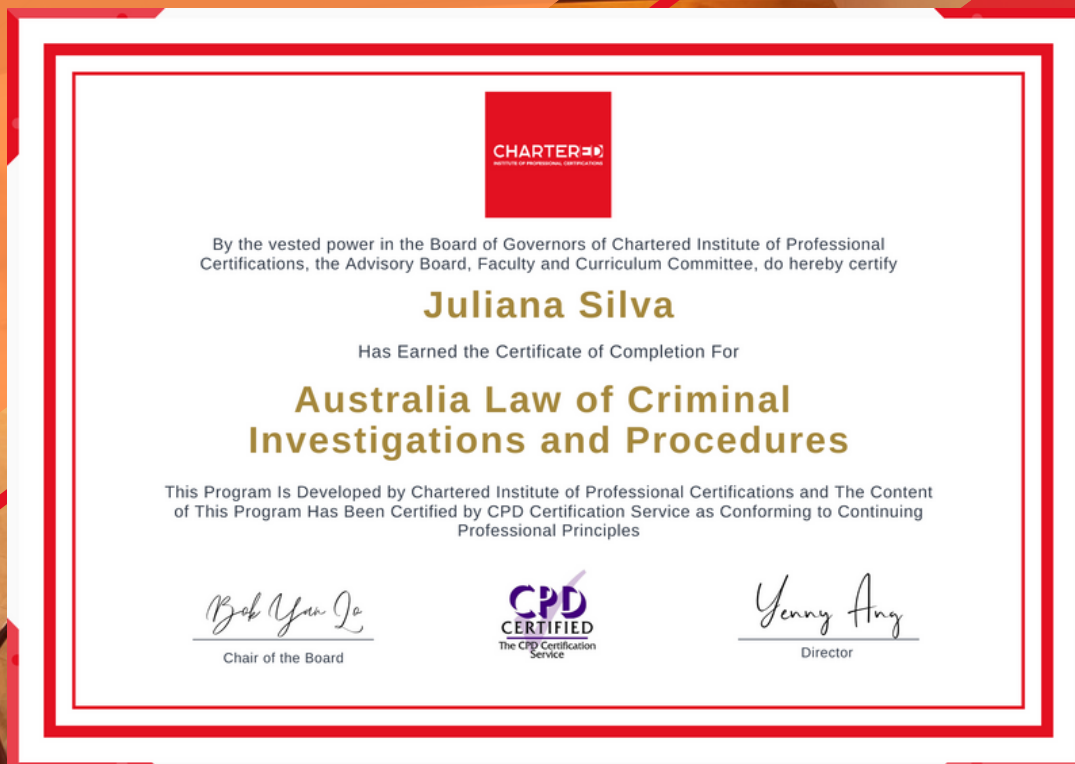 CHARTERED
INSTITUTE OF PROFESSIONAL CERTIFICATIONS
By the vested power in the Board of Governors of Chartered Institute of Professional
Certifications, the Advisory Board, Faculty and Curriculum Committee, do hereby certify
Juliana Silva
Has Earned the Certificate of Completion For
Australia Law of Criminal
Investigations and Procedures
This Program Is Developed by Chartered Institute of Professional Certifications and The Content
of This Program Has Been Certified by CPD Certification Service as Conforming to Continuing
Professional Principles
Bok Yan Lo
Chair of the Board
CPD
CERTIFIED
The CPD Certification
Service
Yenny Ang
Director